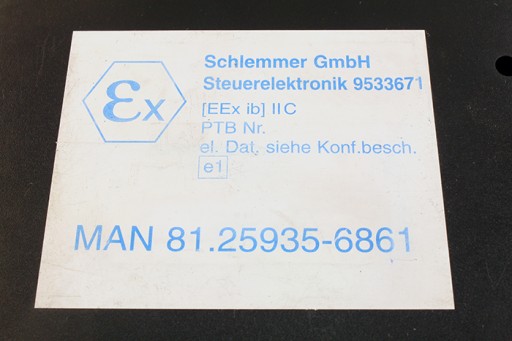 Ex
Schlemmer GmbH
Steuerelektronik 9533671
[EEx ib] IIC
PTB Nr.
el. Dat, siehe Konf.besch.
e1
MAN 81.25935-6861